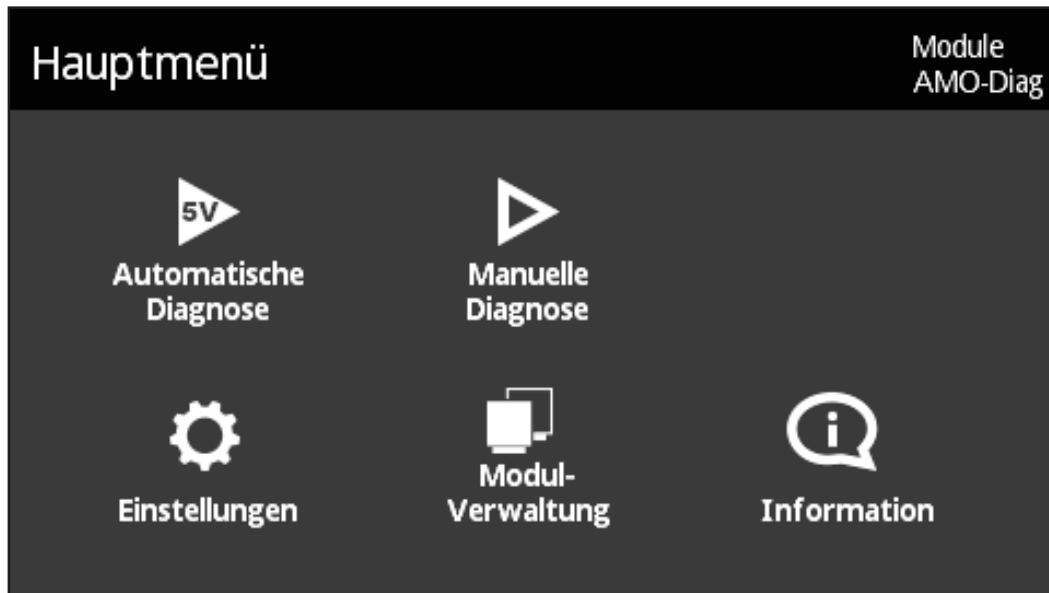 Hauptmenü
Module
AMO-Diag
5V
Automatische
Diagnose
Manuelle
Diagnose
Einstellungen
Modul-
Verwaltung
i
Information